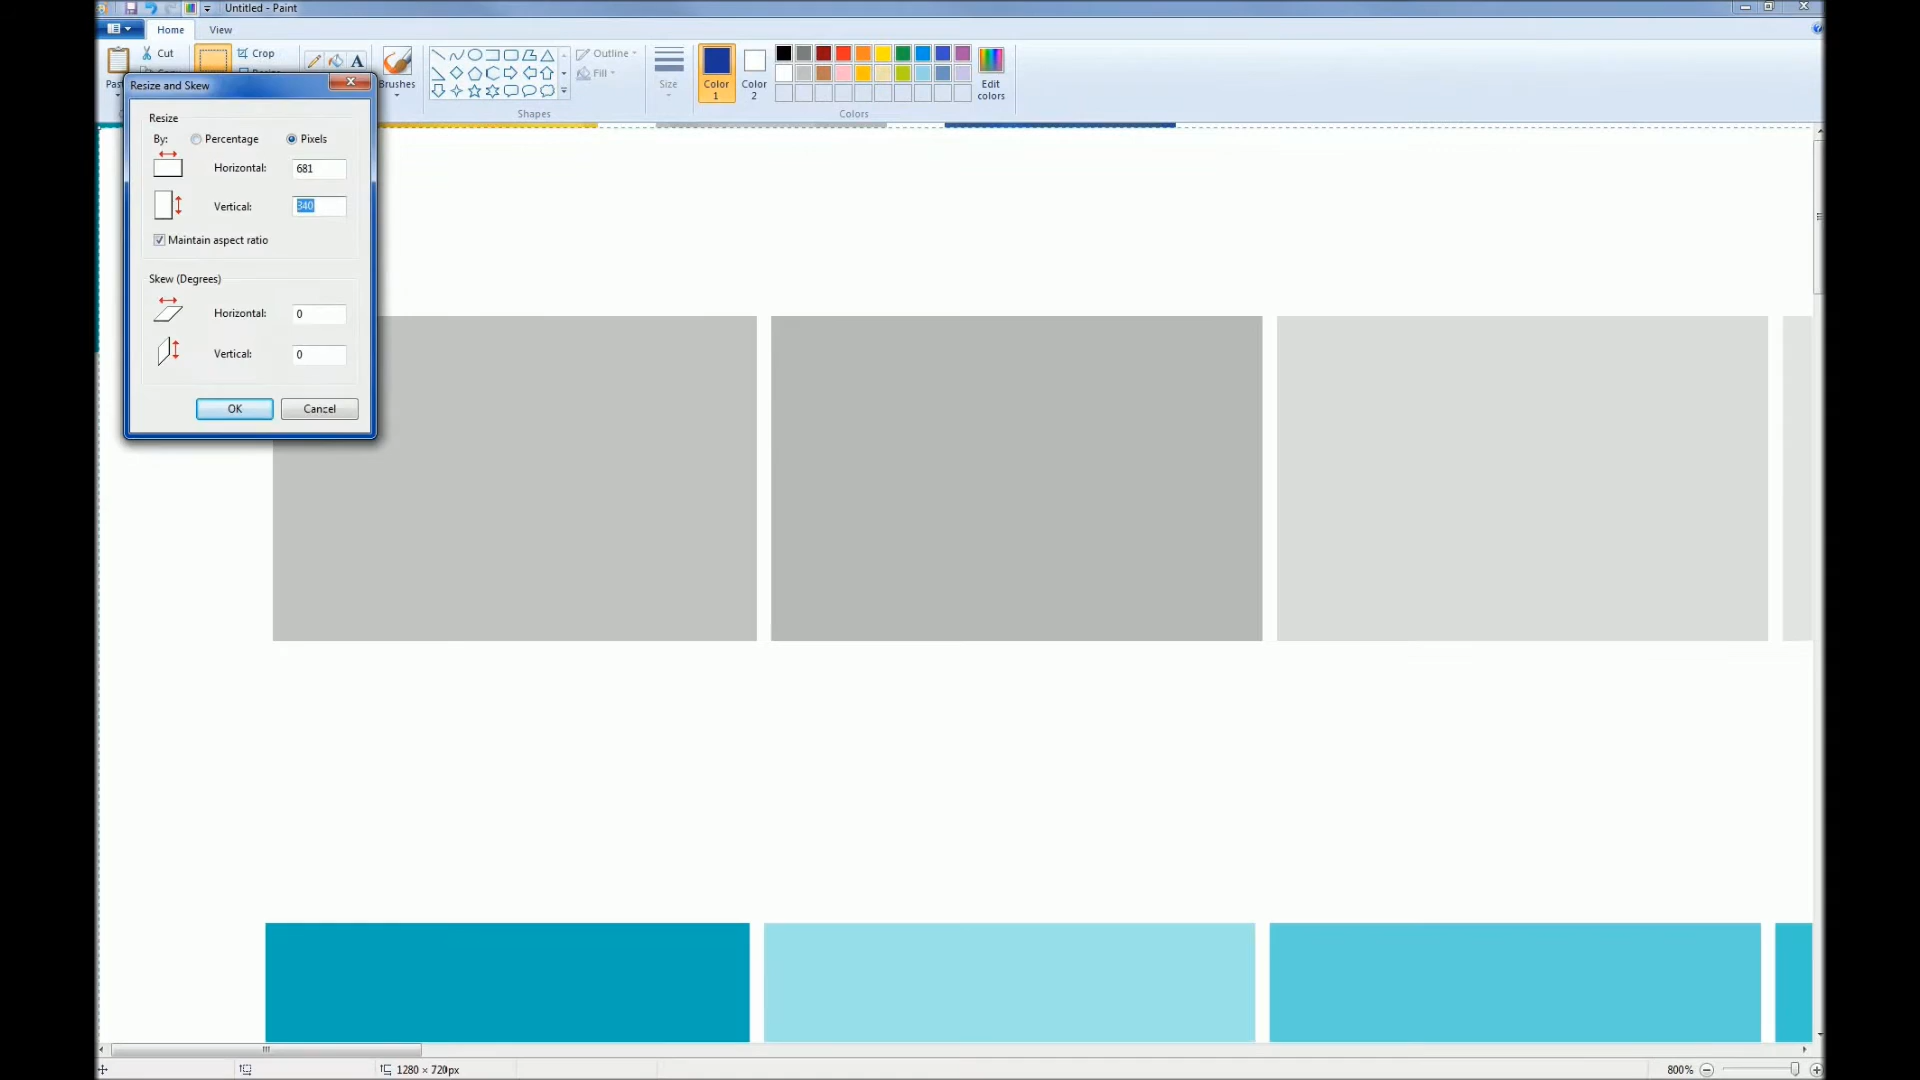 Untitled - Paint
Home
View
Cut
Crop
Outline
Fill
Brushes
Size
Color
1
Color
2
Edit
colors
Shapes
Colors
Resize and Skew
Resize
By:
Percentage
Pixels
Horizontal:
681
Vertical:
340
Maintain aspect ratio
Skew (Degrees)
Horizontal:
0
Vertical:
0
OK
Cancel
1280 × 720px
800%